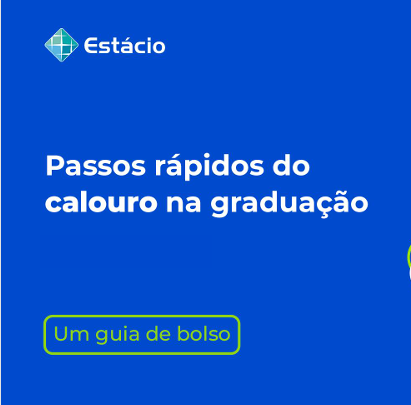 Estácio
Passos rápidos do
calouro na graduação
Um guia de bolso